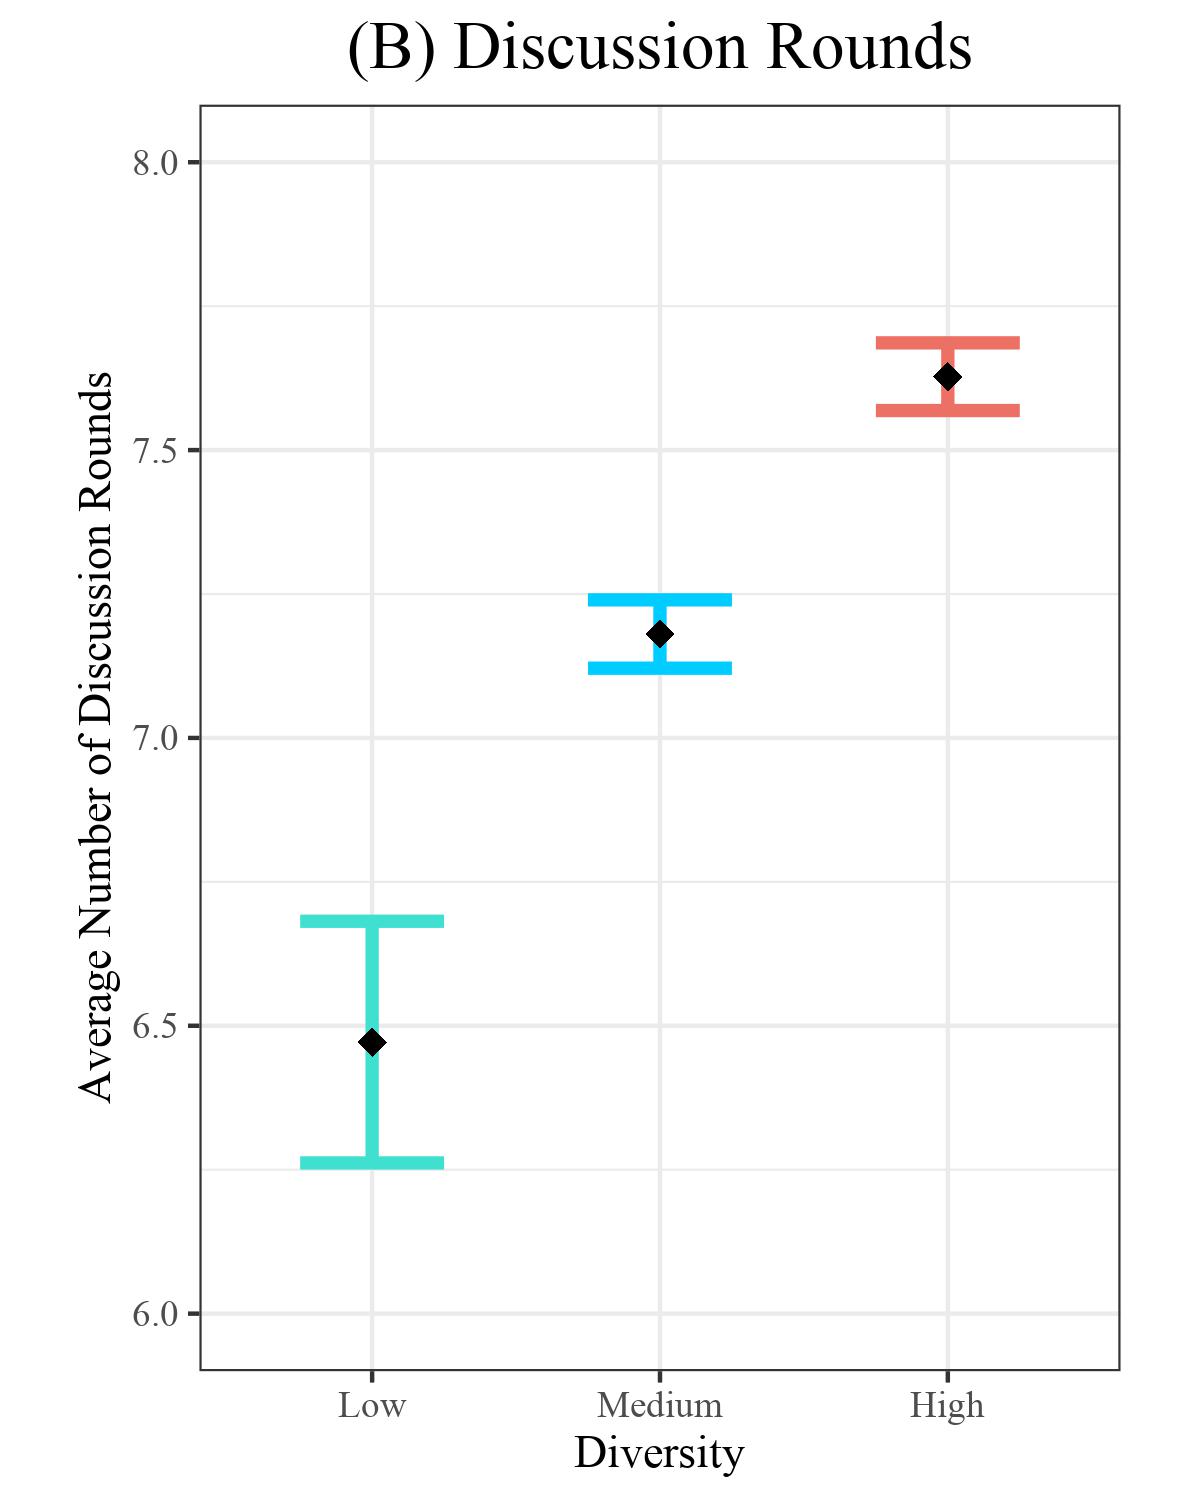 (B) Discussion Rounds
Average Number of Discussion Rounds
8.0
7.5
7.0
6.5
6.0
Low
Medium
High
Diversity